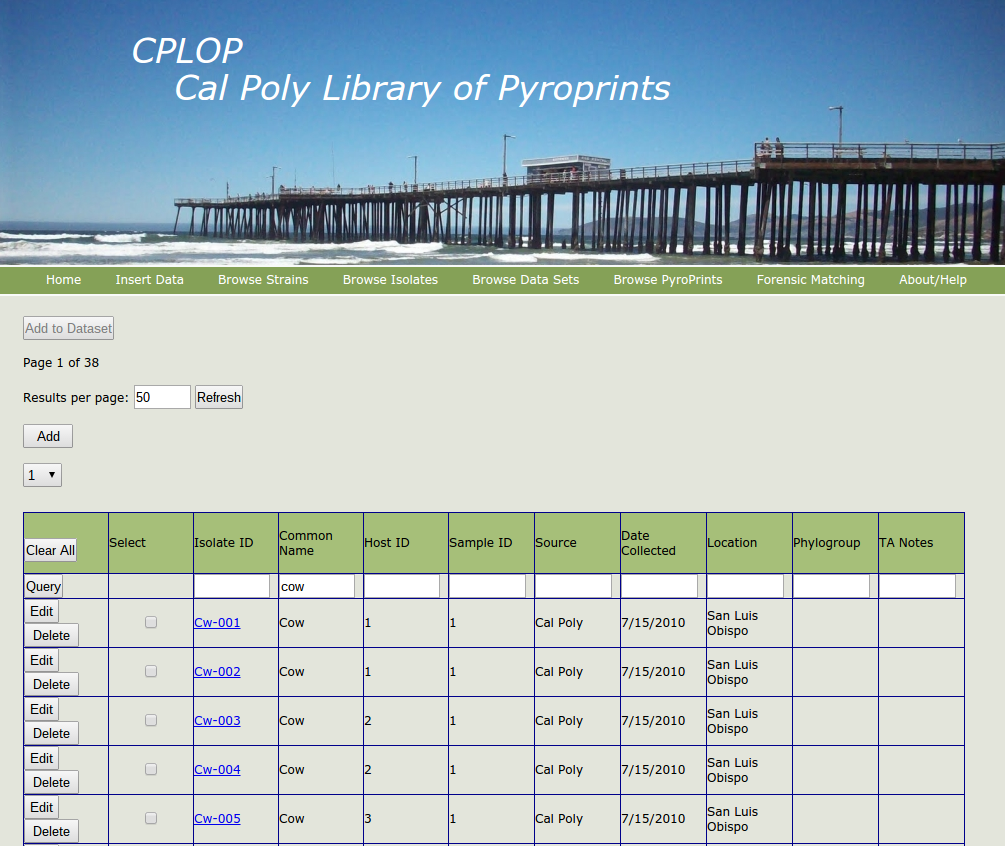 CPLOP
Cal Poly Library of Pyroprints
Home Insert Data Browse Strains Browse Isolates Browse Data Sets Browse PyroPrints Forensic Matching About/Help
Add to Dataset
Page 1 of 38
Results per page: 50 Refresh
Add
1
Clear All Select Isolate ID Common Name Host ID Sample ID Source Date Collected Location Phylogroup TA Notes
Query cow
Edit Delete Cw-001 Cow 1 1 Cal Poly 7/15/2010 San Luis Obispo
Edit Delete Cw-002 Cow 1 1 Cal Poly 7/15/2010 San Luis Obispo
Edit Delete Cw-003 Cow 2 1 Cal Poly 7/15/2010 San Luis Obispo
Edit Delete Cw-004 Cow 2 1 Cal Poly 7/15/2010 San Luis Obispo
Edit Delete Cw-005 Cow 3 1 Cal Poly 7/15/2010 San Luis Obispo